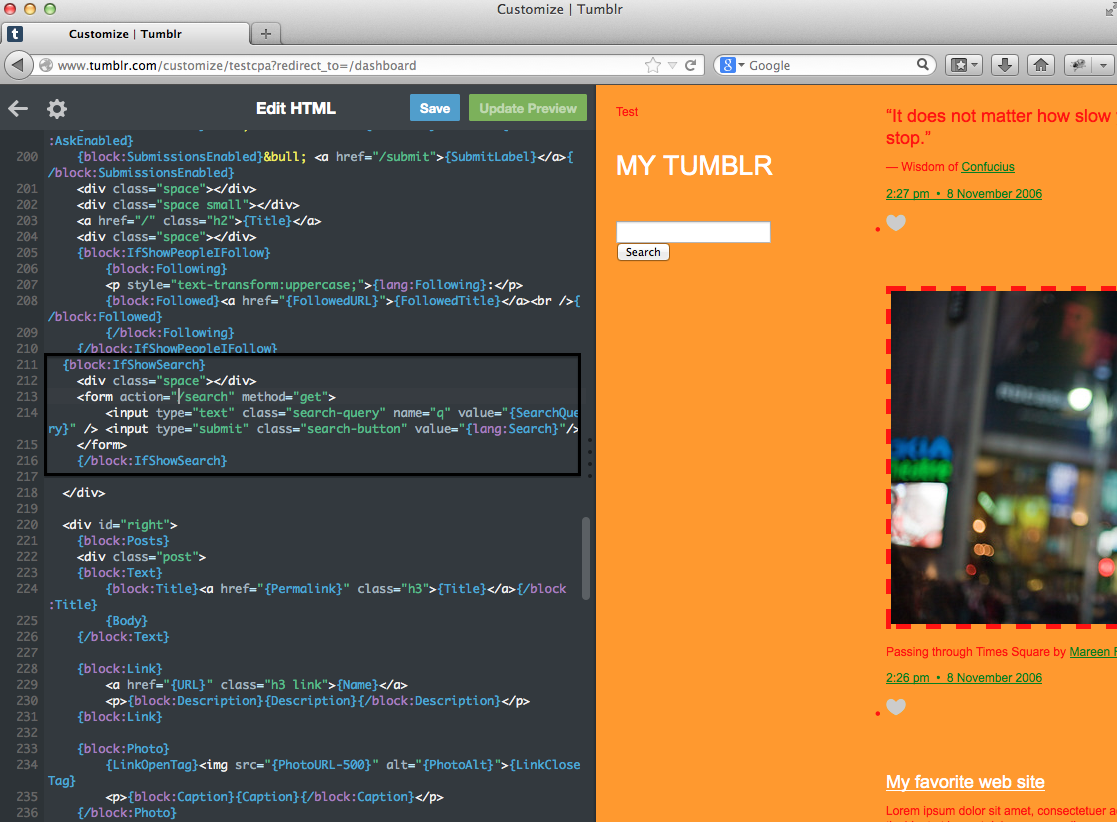 Customize | Tumblr
Customize | Tumblr
www.tumblr.com/customize/testcpa?redirect_to=/dashboard
Google
Edit HTML
Save
Update Preview
:AskEnabled}
200 {block:SubmissionsEnabled}&bull; <a href="/submit">{SubmitLabel}</a>{
/block:SubmissionsEnabled}
201 <div class="space"></div>
202 <div class="space small"></div>
203 <a href="/" class="h2">{Title}</a>
204 <div class="space"></div>
205 {block:IfShowPeopleIFollow}
206 {block:Following}
207 <p style="text-transform:uppercase;">{lang:Following}:</p>
208 {block:Followed}<a href="{FollowedURL}">{FollowedTitle}</a><br />{
/block:Followed}
209 {/block:Following}
210 {/block:IfShowPeopleIFollow}
211 {block:IfShowSearch}
212 <div class="space"></div>
213 <form action="/search" method="get">
214 <input type="text" class="search-query" name="q" value="{SearchQue
ry}" /> <input type="submit" class="search-button" value="{lang:Search}"/>
215 </form>
216 {/block:IfShowSearch}
217
218 </div>
219
220 <div id="right">
221 {block:Posts}
222 <div class="post">
223 {block:Text}
224 {block:Title}<a href="{Permalink}" class="h3">{Title}</a>{/block
:Title}
225 {Body}
226 {/block:Text}
227
228 {block:Link}
229 <a href="{URL}" class="h3 link">{Name}</a>
230 <p>{block:Description}{Description}{/block:Description}</p>
231 {block:Link}
232
233 {block:Photo}
234 {LinkOpenTag}<img src="{PhotoURL-500}" alt="{PhotoAlt}">{LinkClose
Tag}
235 <p>{block:Caption}{Caption}{/block:Caption}</p>
236 {/block:Photo}
Test
MY TUMBLR
Search
“It does not matter how slow
stop.”
— Wisdom of Confucius
2:27 pm • 8 November 2006
Passing through Times Square by Mareen
2:26 pm • 8 November 2006
My favorite web site
Lorem ipsum dolor sit amet, consectetuer a